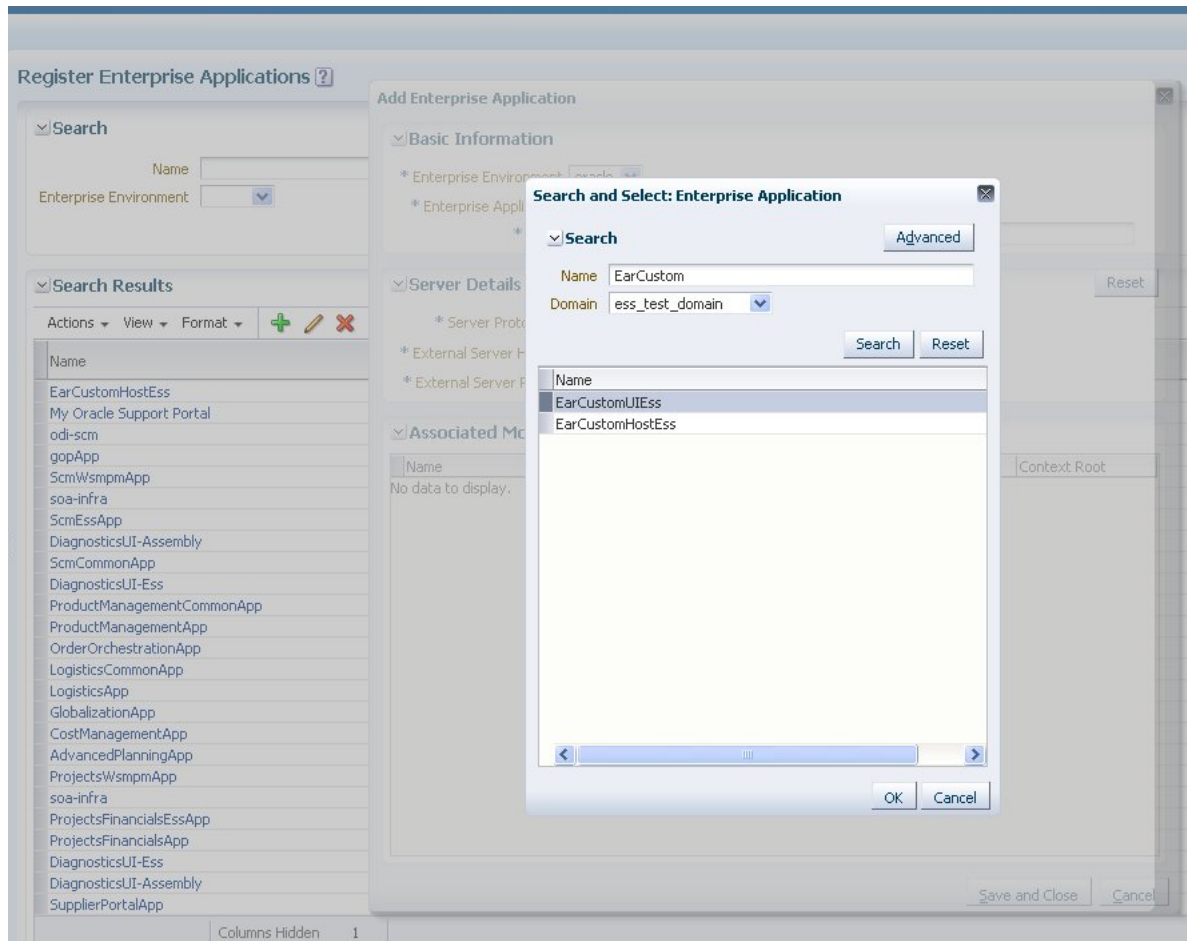 Register Enterprise Applications ?
Search
Name
Enterprise Environment
Search Results
Actions View Format
Name
EarCustomHostEss
My Oracle Support Portal
odi-scm
gopApp
ScmWsmpmApp
soa-infra
ScmEssApp
DiagnosticsUI-Assembly
ScmCommonApp
DiagnosticsUI-Ess
ProductManagementCommonApp
ProductManagementApp
OrderOrchestrationApp
LogisticsCommonApp
LogisticsApp
GlobalizationApp
CostManagementApp
AdvancedPlanningApp
ProjectsWsmpmApp
soa-infra
ProjectsFinancialsEssApp
ProjectsFinancialsApp
DiagnosticsUI-Ess
DiagnosticsUI-Assembly
SupplierPortalApp
Columns Hidden 1
Add Enterprise Application
Basic Information
* Enterprise Environment oracle
* Enterprise Appli
*
Server Details
Reset
* Server Proto
* External Server H
* External Server P
Associated Mo
Name Context Root
No data to display.
Save and Close Cancel
Search and Select: Enterprise Application
Search
Advanced
Name EarCustom
Domain ess_test_domain
Search Reset
Name
EarCustomUIEss
EarCustomHostEss
OK Cancel